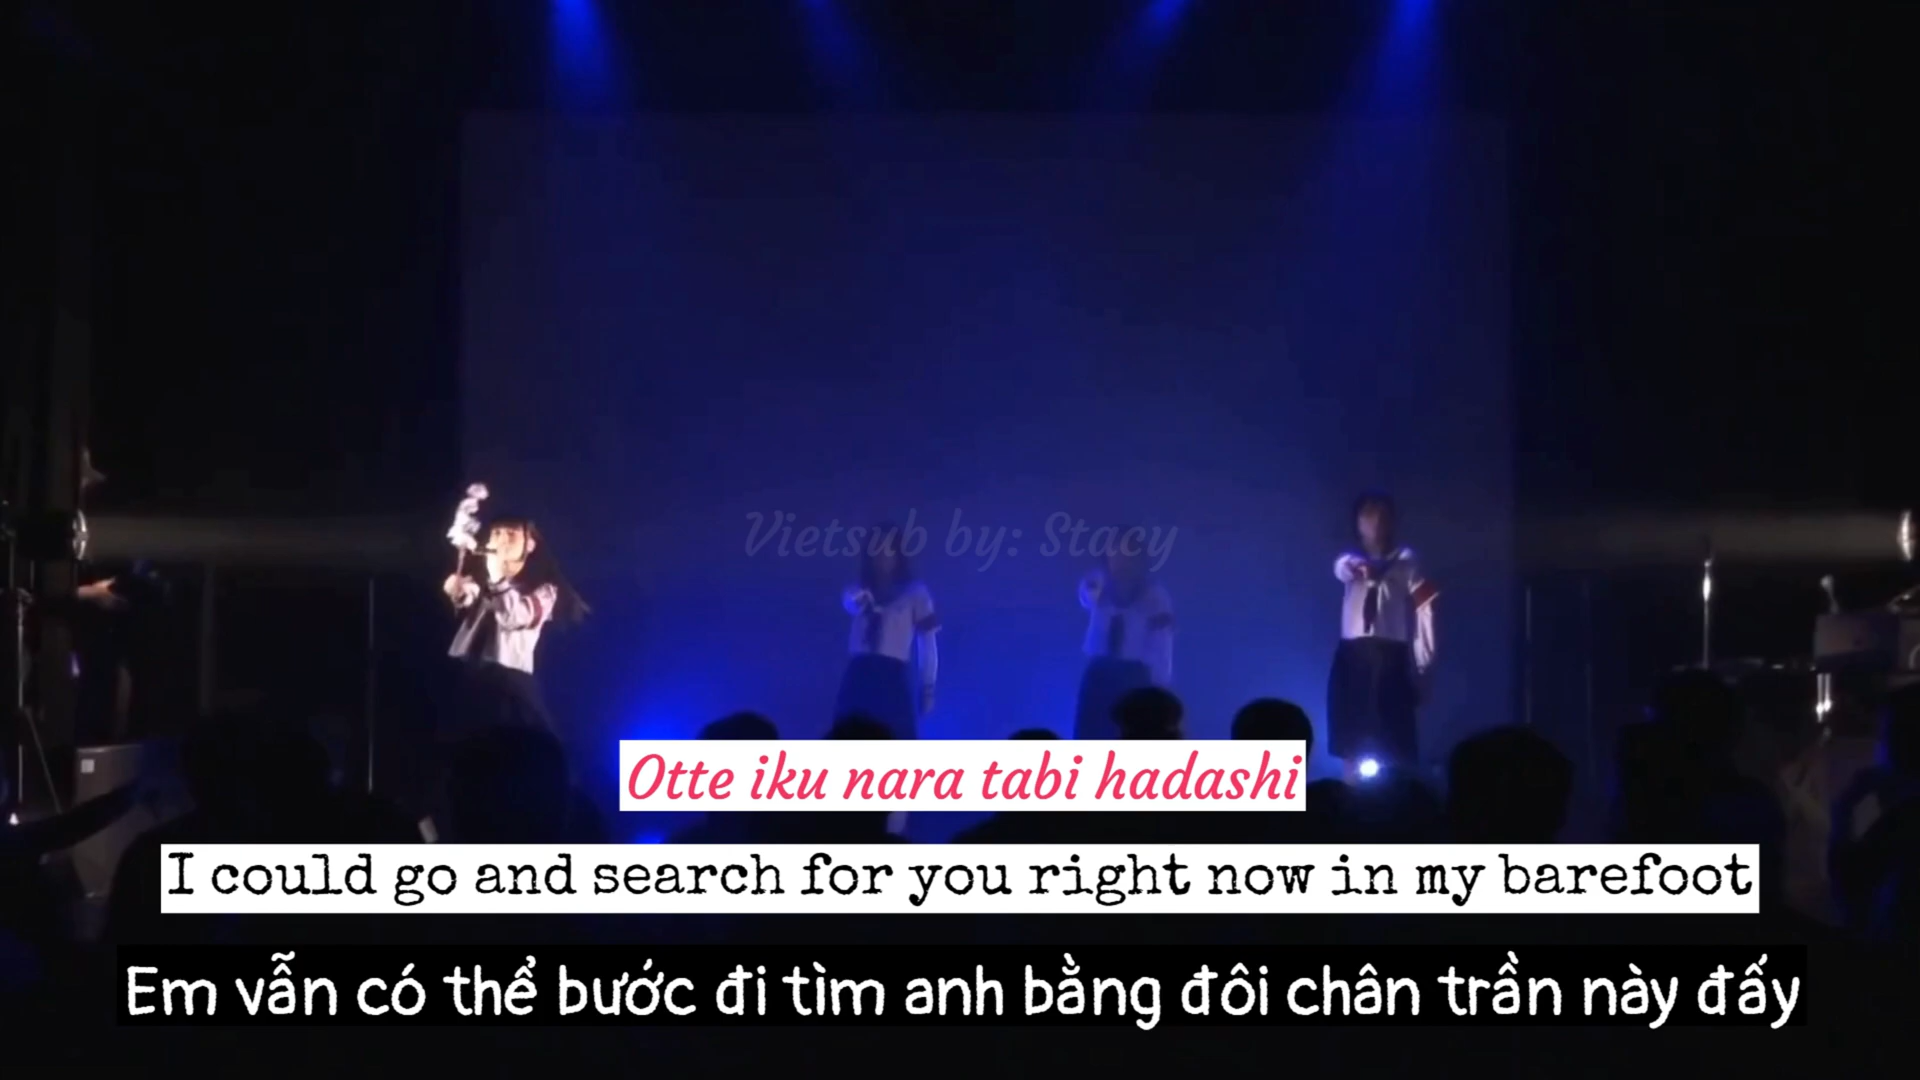 Vietsub by: Stacy
Otte iku nara tabi hadashi
I could go and search for you right now in my barefoot
Em vẫn có thể bước đi tìm anh bằng đôi chân trần này đấy